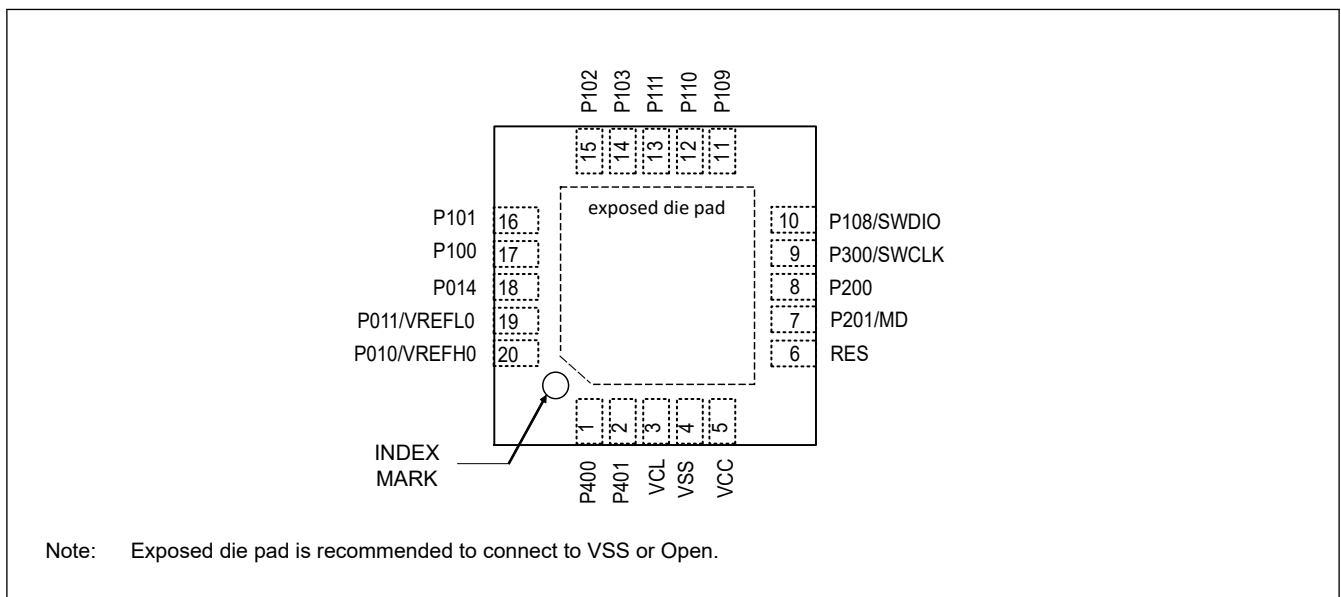 P102
P103
P111
P110
P109
15
14
13
12
11
exposed die pad
P101
16
10
P108/SWDIO
P100
17
9
P300/SWCLK
P014
18
8
P200
P011/VREFL0
19
7
P201/MD
P010/VREFH0
20
6
RES
INDEX
MARK
1
2
3
4
5
P400
P401
VCL
VSS
VCC
Note: Exposed die pad is recommended to connect to VSS or Open.